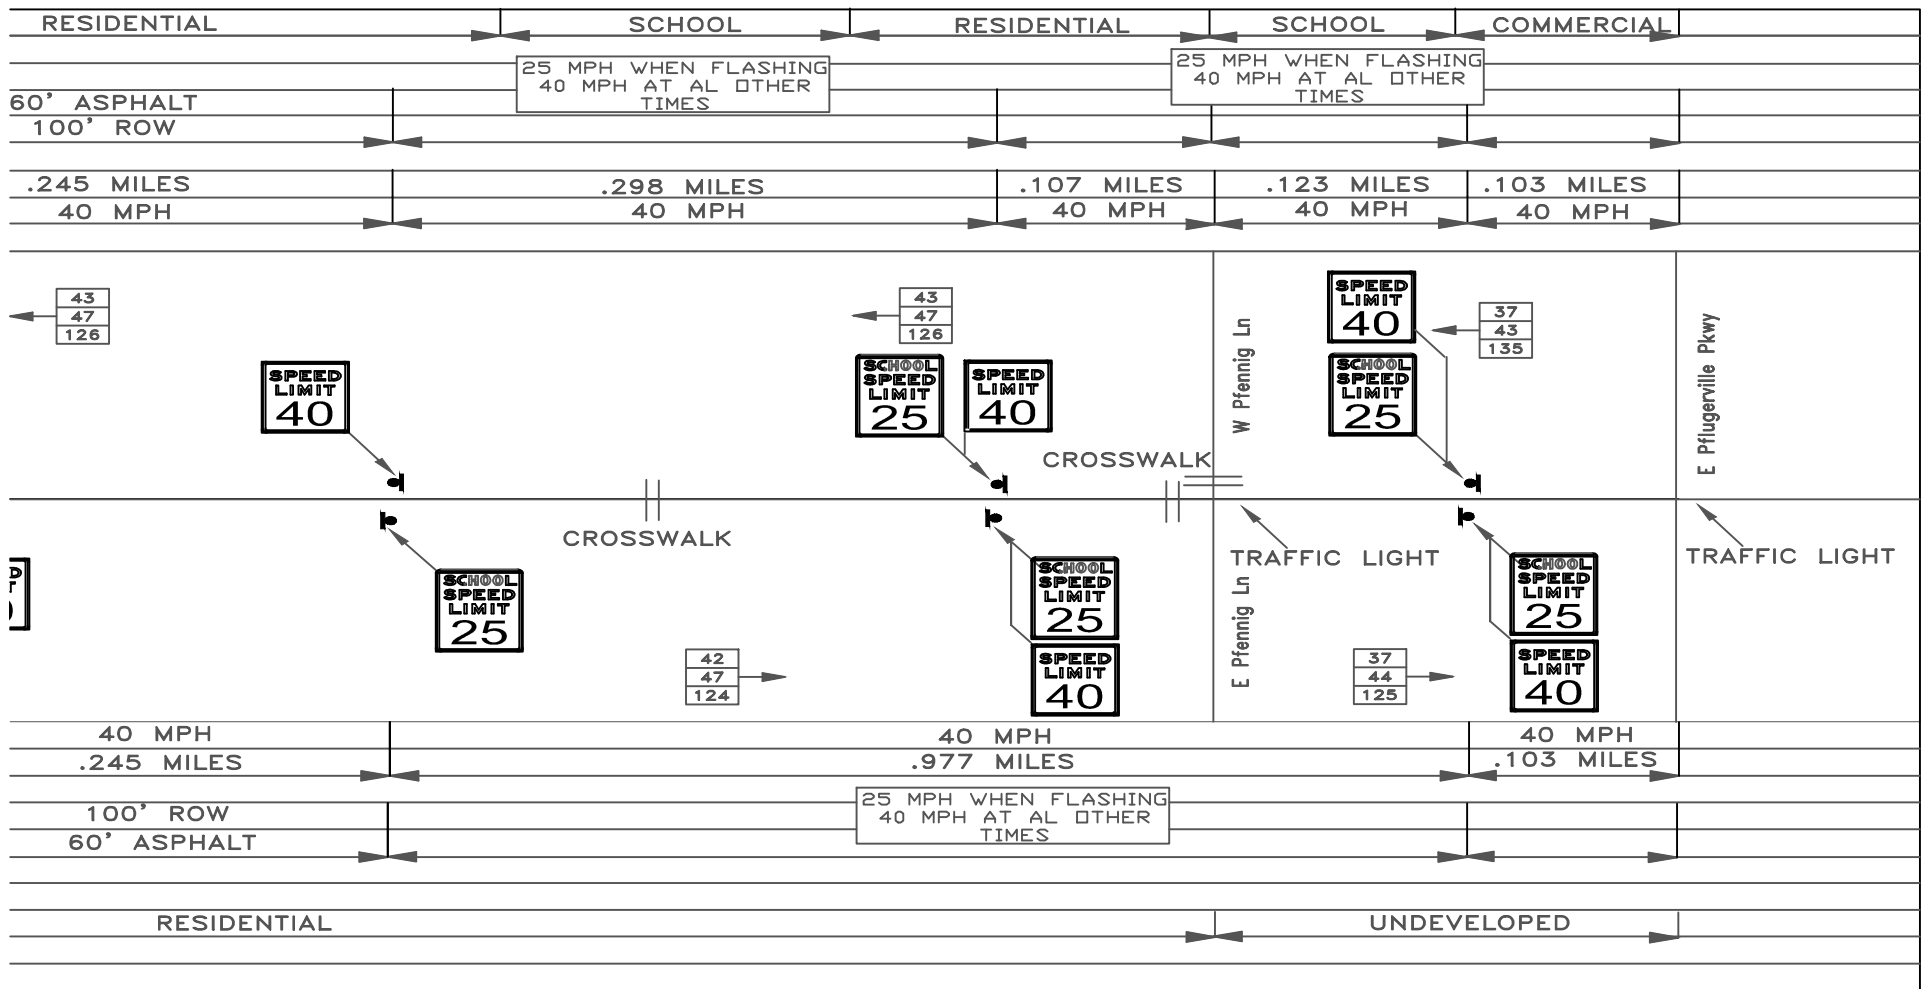 RESIDENTIAL SCHOOL RESIDENTIAL SCHOOL COMMERCIAL
25 MPH WHEN FLASHING
40 MPH AT AL OTHER
TIMES
25 MPH WHEN FLASHING
40 MPH AT AL OTHER
TIMES
60' ASPHALT
100' ROW
.245 MILES .298 MILES .107 MILES .123 MILES .103 MILES
40 MPH 40 MPH 40 MPH 40 MPH 40 MPH
43
47
126
43
47
126
SPEED
LIMIT
40
37
43
135
SPEED
LIMIT
40
SCHOOL
SPEED
LIMIT
25
SPEED
LIMIT
40
SCHOOL
SPEED
LIMIT
25
W Pfennig Ln
E Pflugerville Pkwy
CROSSWALK
CROSSWALK
TRAFFIC LIGHT
TRAFFIC LIGHT
SCHOOL
SPEED
LIMIT
25
SCHOOL
SPEED
LIMIT
25
SPEED
LIMIT
40
E Pfennig Ln
SCHOOL
SPEED
LIMIT
25
SPEED
LIMIT
40
42
47
124
37
44
125
40 MPH 40 MPH 40 MPH
.245 MILES .977 MILES .103 MILES
25 MPH WHEN FLASHING
40 MPH AT AL OTHER
TIMES
100' ROW
60' ASPHALT
RESIDENTIAL UNDEVELOPED